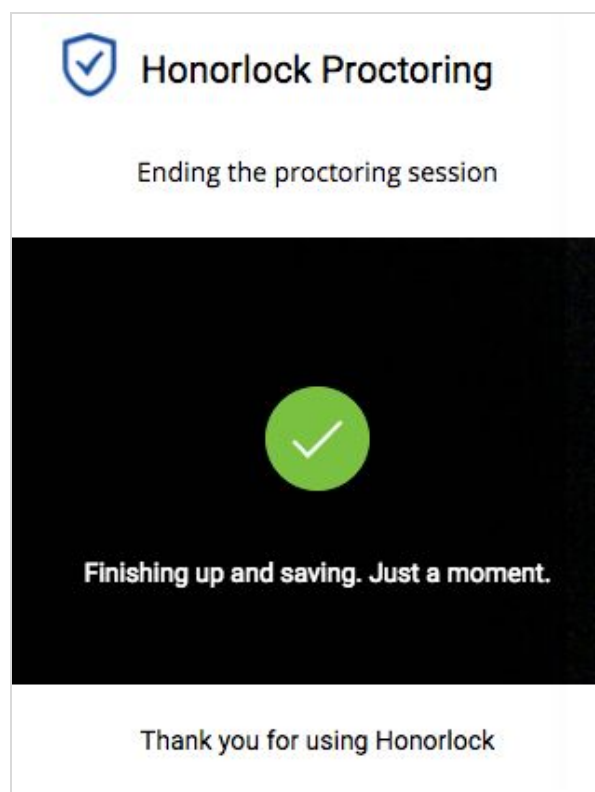 Honorlock Proctoring
Ending the proctoring session
Finishing up and saving. Just a moment.
Thank you for using Honorlock